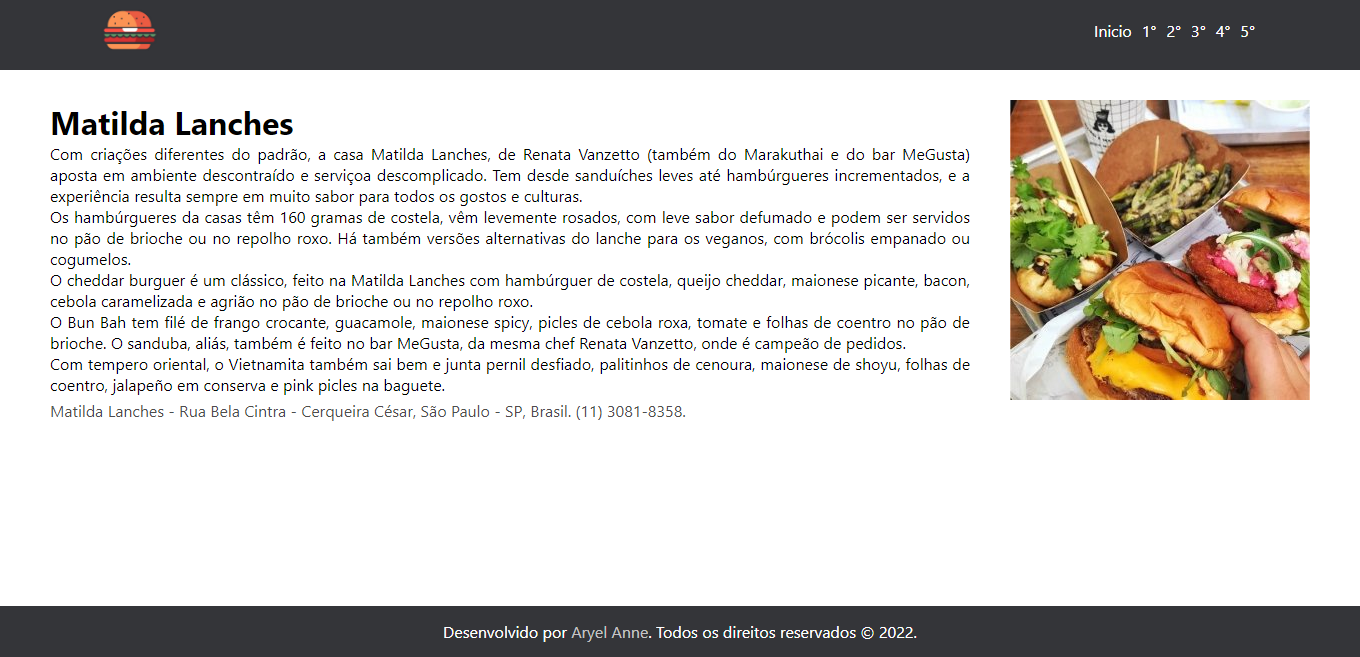 Inicio 1° 2° 3° 4° 5°
Matilda Lanches
Com criações diferentes do padrão, a casa Matilda Lanches, de Renata Vanzetto (também do Marakuthai e do bar MeGusta)
aposta em ambiente descontraído e serviçoa descomplicado. Tem desde sanduíches leves até hambúrgueres incrementados, e a
experiência resulta sempre em muito sabor para todos os gostos e culturas.
Os hambúrgueres da casas têm 160 gramas de costela, vêm levemente rosados, com leve sabor defumado e podem ser servidos
no pão de brioche ou no repolho roxo. Há também versões alternativas do lanche para os veganos, com brócolis empanado ou
cogumelos.
O cheddar burguer é um clássico, feito na Matilda Lanches com hambúrguer de costela, queijo cheddar, maionese picante, bacon,
cebola caramelizada e agrião no pão de brioche ou no repolho roxo.
O Bun Bah tem filé de frango crocante, guacamole, maionese spicy, picles de cebola roxa, tomate e folhas de coentro no pão de
brioche. O sanduba, aliás, também é feito no bar MeGusta, da mesma chef Renata Vanzetto, onde é campeão de pedidos.
Com tempero oriental, o Vietnamita também sai bem e junta pernil desfiado, palitinhos de cenoura, maionese de shoyu, folhas de
coentro, jalapeño em conserva e pink picles na baguete.
Matilda Lanches - Rua Bela Cintra - Cerqueira César, São Paulo - SP, Brasil. (11) 3081-8358.
Desenvolvido por Aryel Anne. Todos os direitos reservados © 2022.